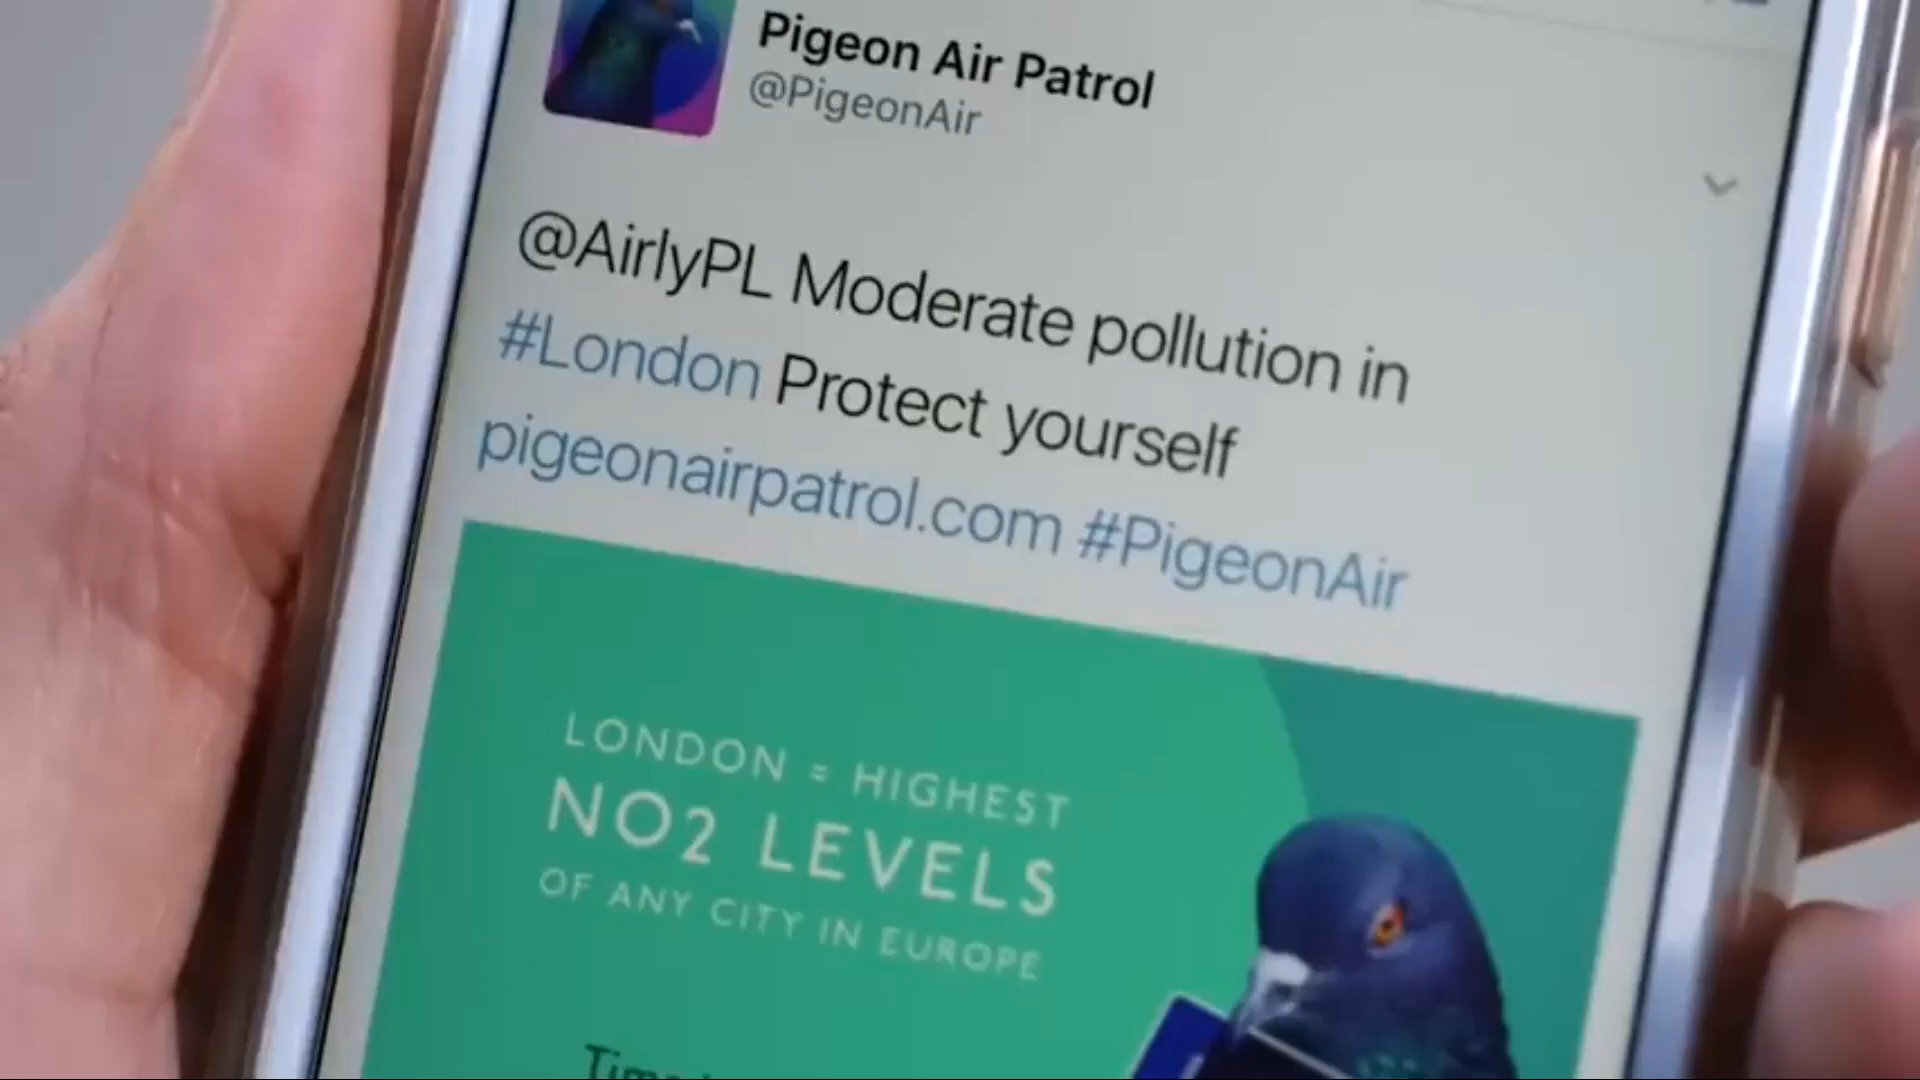 Pigeon Air Patrol
@PigeonAir
@AirlyPL Moderate pollution in
#London Protect yourself
pigeonairpatrol.com #PigeonAir
LONDON = HIGHEST
NO2 LEVELS
OF ANY CITY IN EUROPE